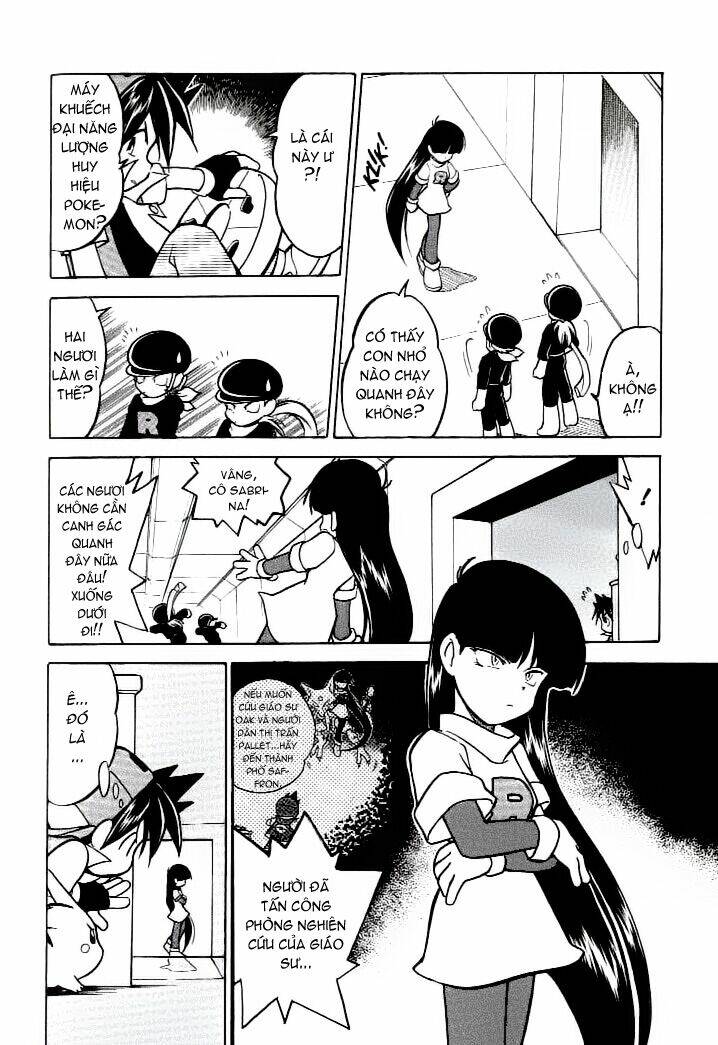 MÁY
KHUẾCH
ĐẠI NĂNG
LƯỢNG
HUY
HIỆU
POKE-
MON?
LÀ CÁI
NÀY Ư
?!
KLK!
CÓ THẤY
CON NHỎ
NÀO CHẠY
QUANH ĐÂY
KHÔNG?
À,
KHÔNG
Ạ!!
HAI
NGƯƠI
LÀM GÌ
THẾ?
R
CÁC NGƯƠI
KHÔNG CẦN
CANH GÁC
QUANH
ĐÂY NỮA
ĐÂU!
XUỐNG
DƯỚI
ĐI!!
VÂNG,
CÔ SABRI-
NA!
!
Ê...
ĐÓ
LÀ
...
NẾU MUỐN
CỨU GIÁO SƯ
OAK VÀ NGƯỜI
DÂN THỊ TRẤN
PALLET...HÃY
ĐẾN THÀNH
PHỐ SAF-
FRON.
NGƯỜI ĐÃ
TẤN CÔNG
PHÒNG NGHIÊN
CỨU CỦA GIÁO
SƯ...
R